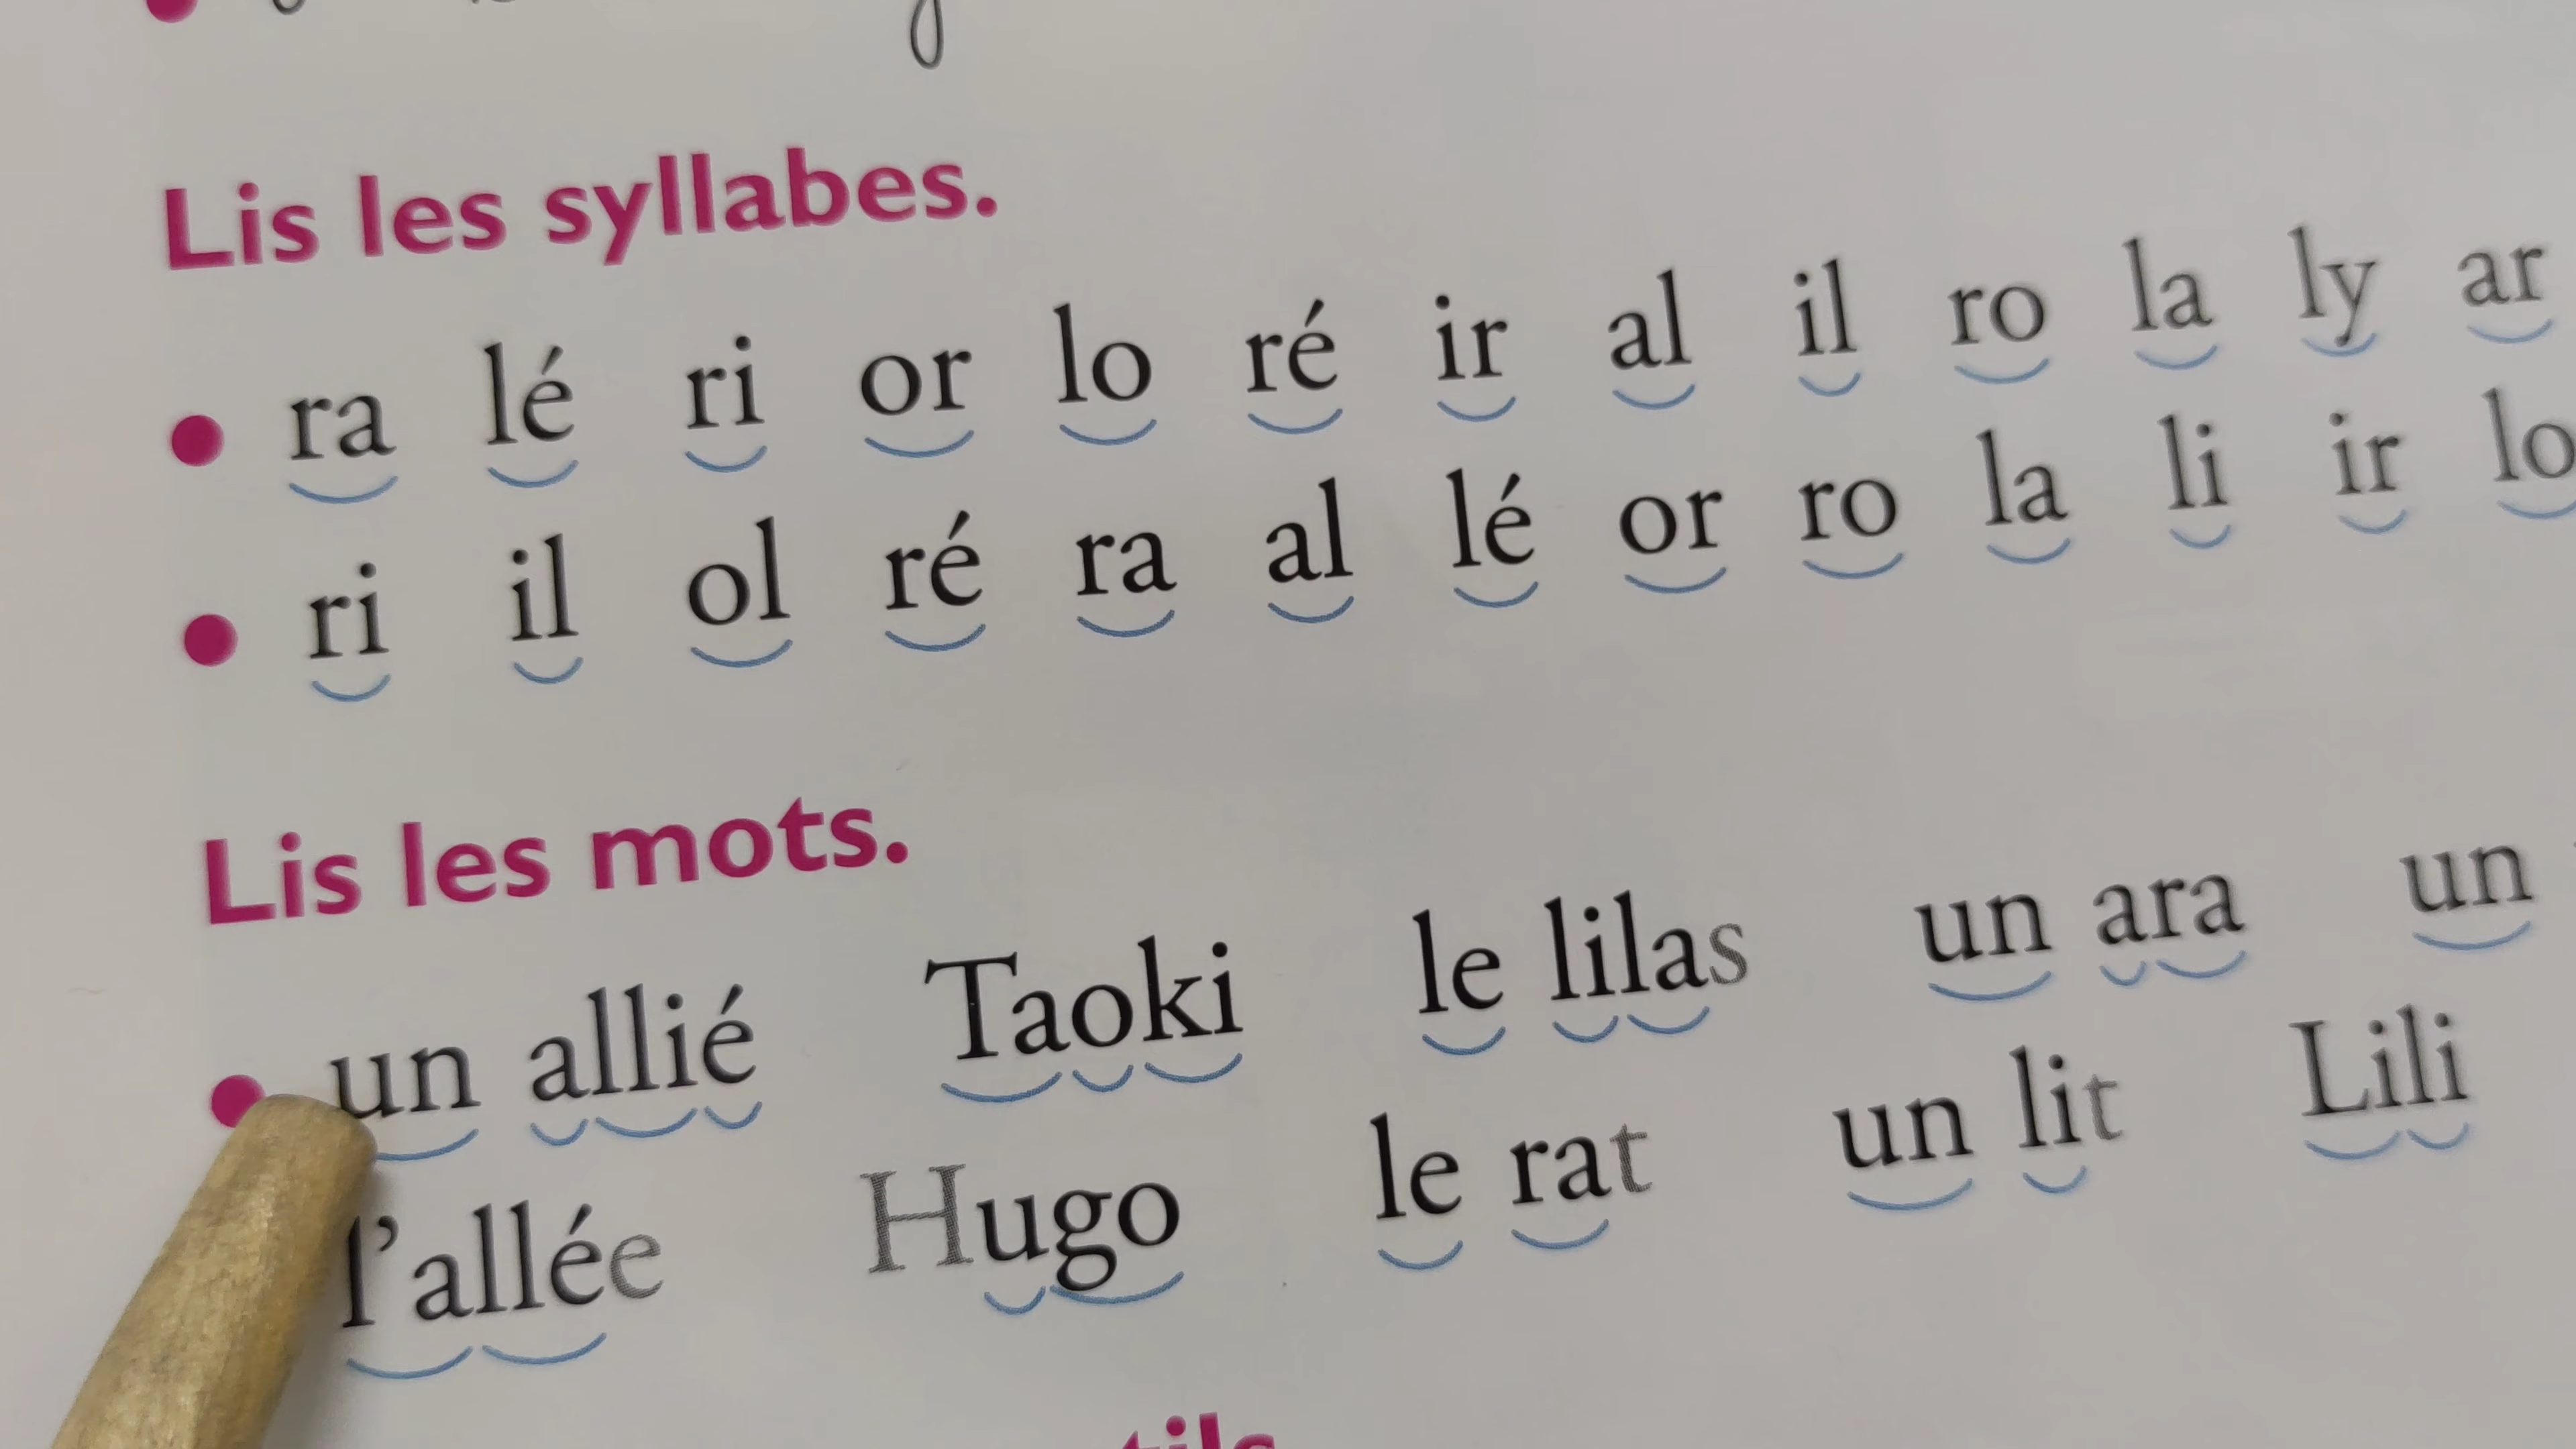 Lis les syllabes.
ra lé ri or lo ré ir al il ro la ly ar
ri il ol ré ra al lé or ro la li ir lo
Lis les mots.
un allié Taoki le lilas un ara un
l'allée Hugo le rat un lit Lili